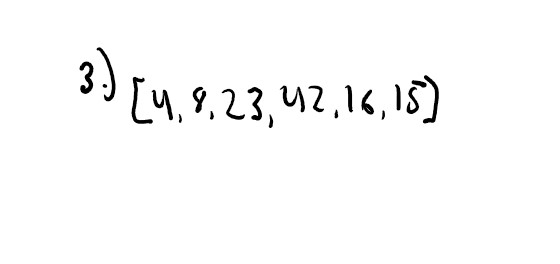 3.) [4, 8, 23, 42, 16, 15]